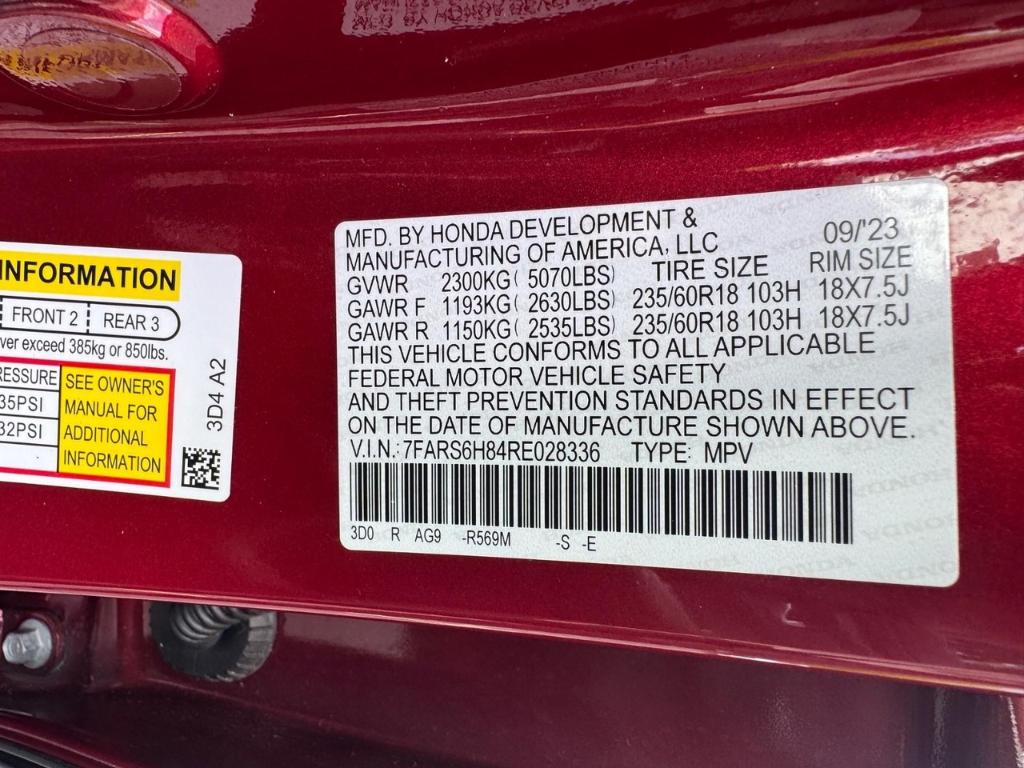 INFORMATION
FRONT 2 REAR 3
ver exceed 385kg or 850lbs.
RESSURE
35PSI
32PSI
SEE OWNER'S
MANUAL FOR
ADDITIONAL
INFORMATION
3D4 A2
MFD. BY HONDA DEVELOPMENT &
MANUFACTURING OF AMERICA, LLC 09/'23
GVWR 2300KG( 5070LBS) TIRE SIZE RIM SIZE
GAWR F 1193KG( 2630LBS) 235/60R18 103H 18X7.5J
GAWR R 1150KG( 2535LBS) 235/60R18 103H 18X7.5J
THIS VEHICLE CONFORMS TO ALL APPLICABLE
FEDERAL MOTOR VEHICLE SAFETY
AND THEFT PREVENTION STANDARDS IN EFFECT
ON THE DATE OF MANUFACTURE SHOWN ABOVE.
V.I.N.: 7FARS6H84RE028336 TYPE: MPV
3D0 R AG9 -R569M -S -E